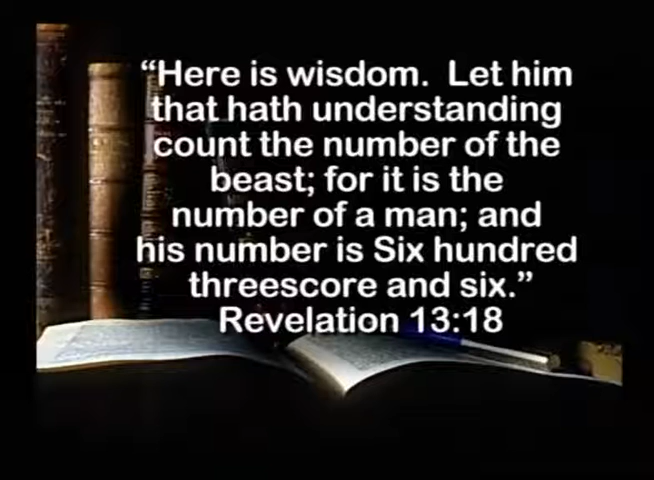 “Here is wisdom.  Let him
that hath understanding
count the number of the
beast; for it is the
number of a man; and
his number is Six hundred
threescore and six.”
Revelation 13:18